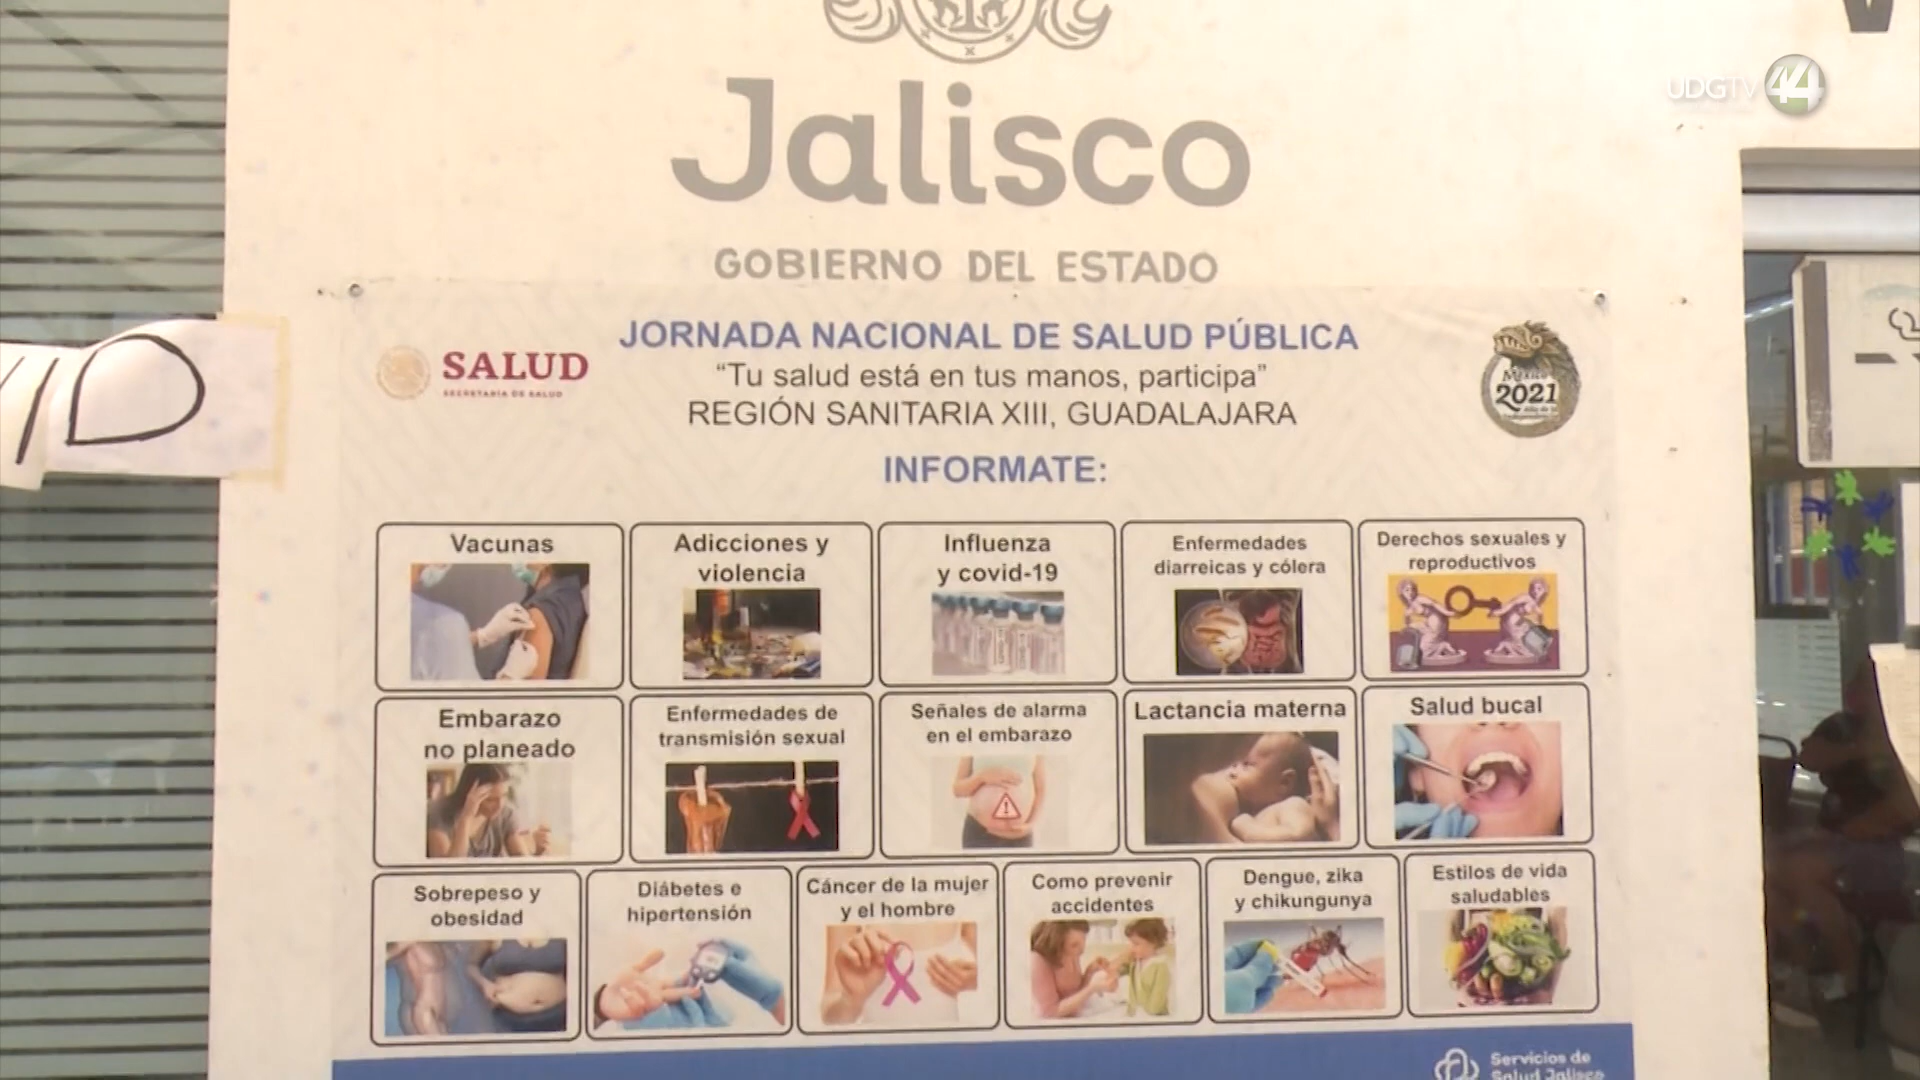 UDGTV 44
Jalisco
GOBIERNO DEL ESTADO
JORNADA NACIONAL DE SALUD PÚBLICA
SALUD
SECRETARÍA DE SALUD
“Tu salud está en tus manos, participa”
REGIÓN SANITARIA XIII, GUADALAJARA
México
2021
INFORMATE:
Vacunas
Adicciones y
violencia
Influenza
y covid-19
Enfermedades
diarreicas y cólera
Derechos sexuales y
reproductivos
Embarazo
no planeado
Enfermedades de
transmisión sexual
Señales de alarma
en el embarazo
Lactancia materna
Salud bucal
Sobrepeso y
obesidad
Diábetes e
hipertensión
Cáncer de la mujer
y el hombre
Como prevenir
accidentes
Dengue, zika
y chikungunya
Estilos de vida
saludables
Servicios de
Salud Jalisco